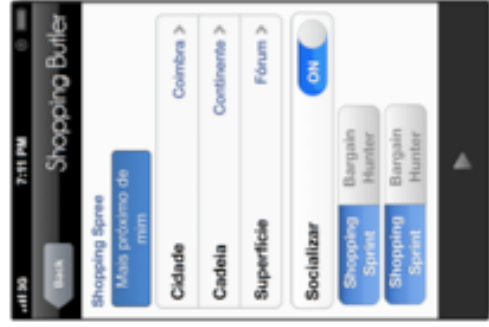 3G 7:11 PM
Back Shopping Butler
Shopping Spree
Mais próximo de
mim
Cidade Coimbra >
Cadeia Continente >
Superfície Fórum >
Socializar ON
Shopping Bargain
Sprint Hunter
Shopping Bargain
Sprint Hunter